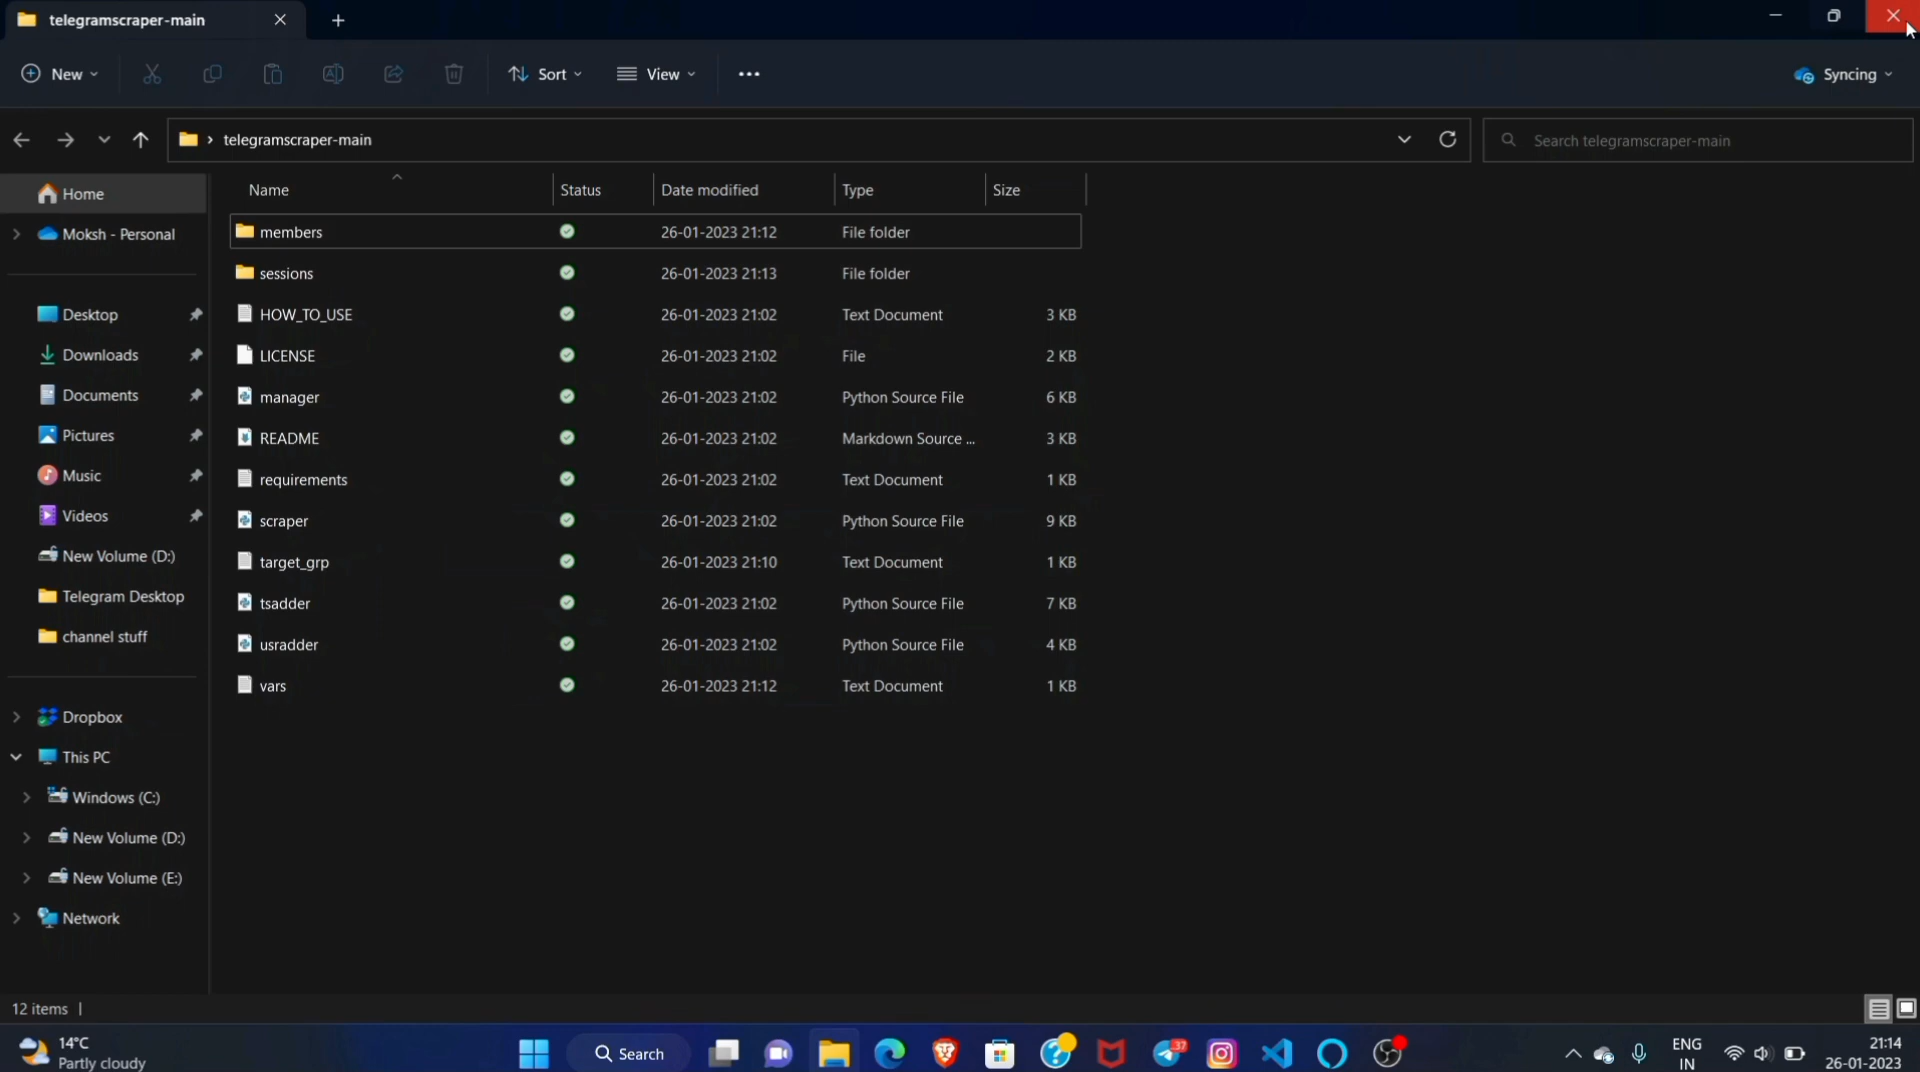 telegramscraper-main
New
Sort
View
Syncing
telegramscraper-main
Search telegramscraper-main
Name Status Date modified Type Size
Home
Moksh - Personal
Desktop
Downloads
Documents
Pictures
Music
Videos
New Volume (D:)
Telegram Desktop
channel stuff
Dropbox
This PC
Windows (C:)
New Volume (D:)
New Volume (E:)
Network
members 26-01-2023 21:12 File folder
sessions 26-01-2023 21:13 File folder
HOW_TO_USE 26-01-2023 21:02 Text Document 3 KB
LICENSE 26-01-2023 21:02 File 2 KB
manager 26-01-2023 21:02 Python Source File 6 KB
README 26-01-2023 21:02 Markdown Source ... 3 KB
requirements 26-01-2023 21:02 Text Document 1 KB
scraper 26-01-2023 21:02 Python Source File 9 KB
target_grp 26-01-2023 21:10 Text Document 1 KB
tsadder 26-01-2023 21:02 Python Source File 7 KB
usradder 26-01-2023 21:02 Python Source File 4 KB
vars 26-01-2023 21:12 Text Document 1 KB
12 items
14°C
Partly cloudy
Search
37
ENG
IN
21:14
26-01-2023